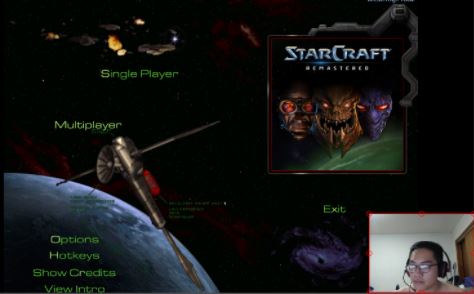 Single Player
STARCRAFT
REMASTERED
Multiplayer
Exit
Options
Hotkeys
Show Credits
View Intro